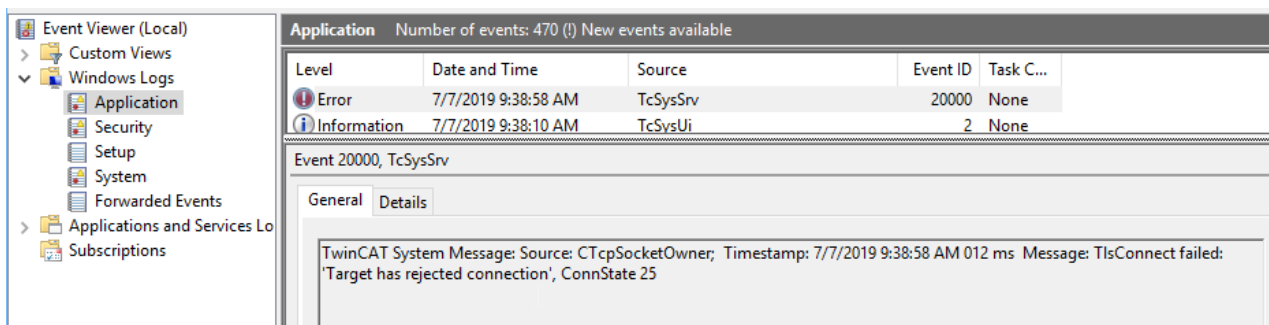 Event Viewer (Local)
Custom Views
Windows Logs
Application
Security
Setup
System
Forwarded Events
Applications and Services Lo
Subscriptions
Application Number of events: 470 (!) New events available
Level Date and Time Source Event ID Task C...
Error 7/7/2019 9:38:58 AM TcSysSrv 20000 None
Information 7/7/2019 9:38:10 AM TcSysUi 2 None
Event 20000, TcSysSrv
General Details
TwinCAT System Message: Source: CTcpSocketOwner; Timestamp: 7/7/2019 9:38:58 AM 012 ms Message: TlsConnect failed:
'Target has rejected connection', ConnState 25